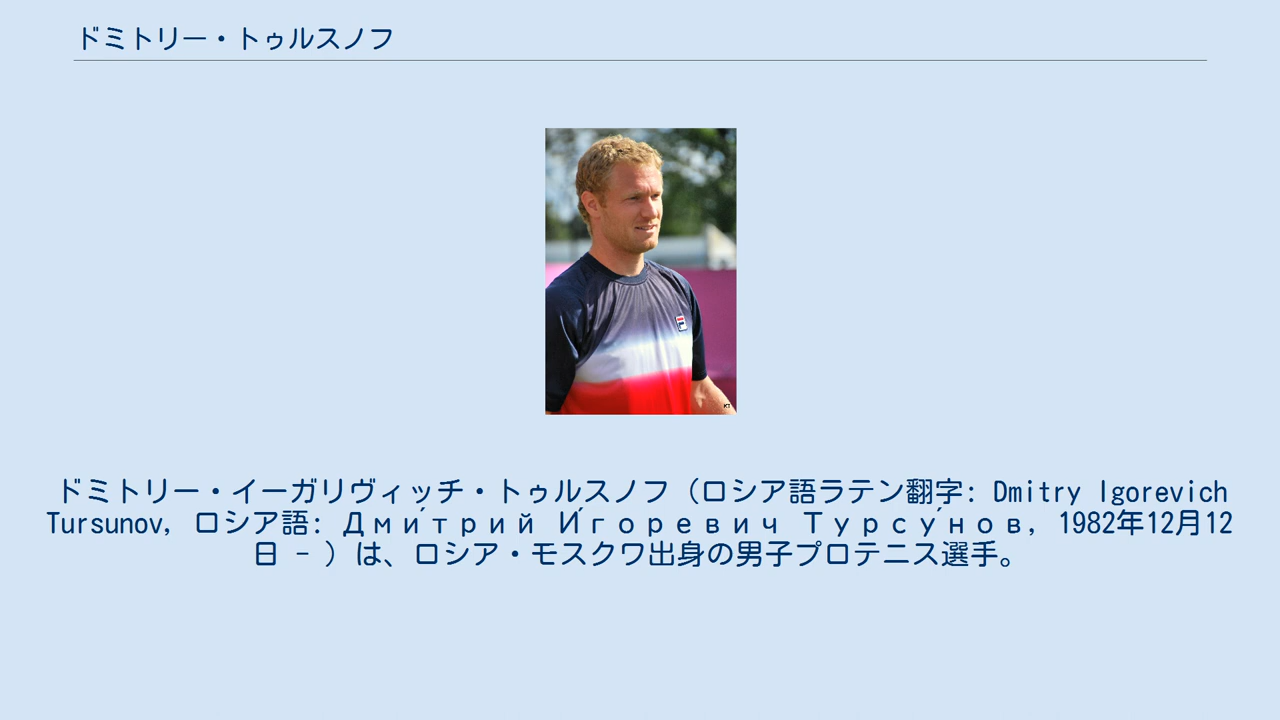 ドミトリー・トゥルスノフ
KT
ドミトリー・イーガリヴィッチ・トゥルスノフ（ロシア語ラテン翻字: Dmitry Igorevich
Tursunov, ロシア語: Дми́трий И́горевич Турсу́нов, 1982年12月12
日 - ）は、ロシア・モスクワ出身の男子プロテニス選手。